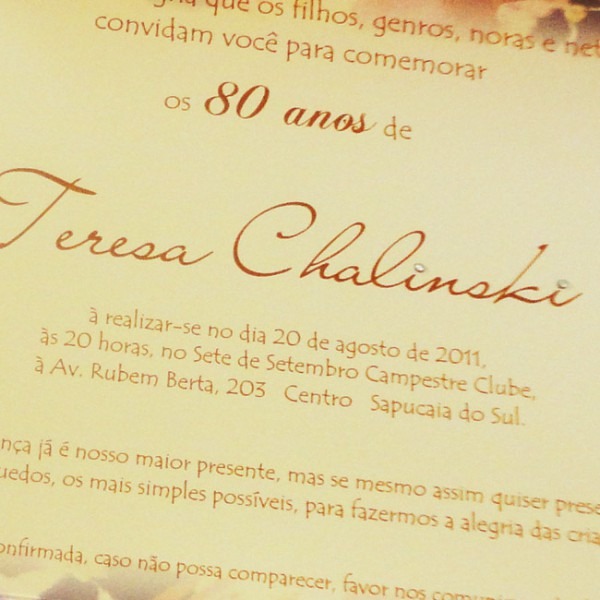 que os filhos, genros, noras e
convidam você para comemorar
os 80 anos de
Teresa Chalinski
à realizar-se no dia 20 de agosto de 2011,
às 20 horas, no Sete de Setembro Campestre Clube,
à Av. Rubem Berta, 203 Centro Sapucaia do Sul.
já é nosso maior presente, mas se mesmo assim quiser
os mais simples possíveis, para fazermos a alegria das
confirmada, caso não possa comparecer, favor nos